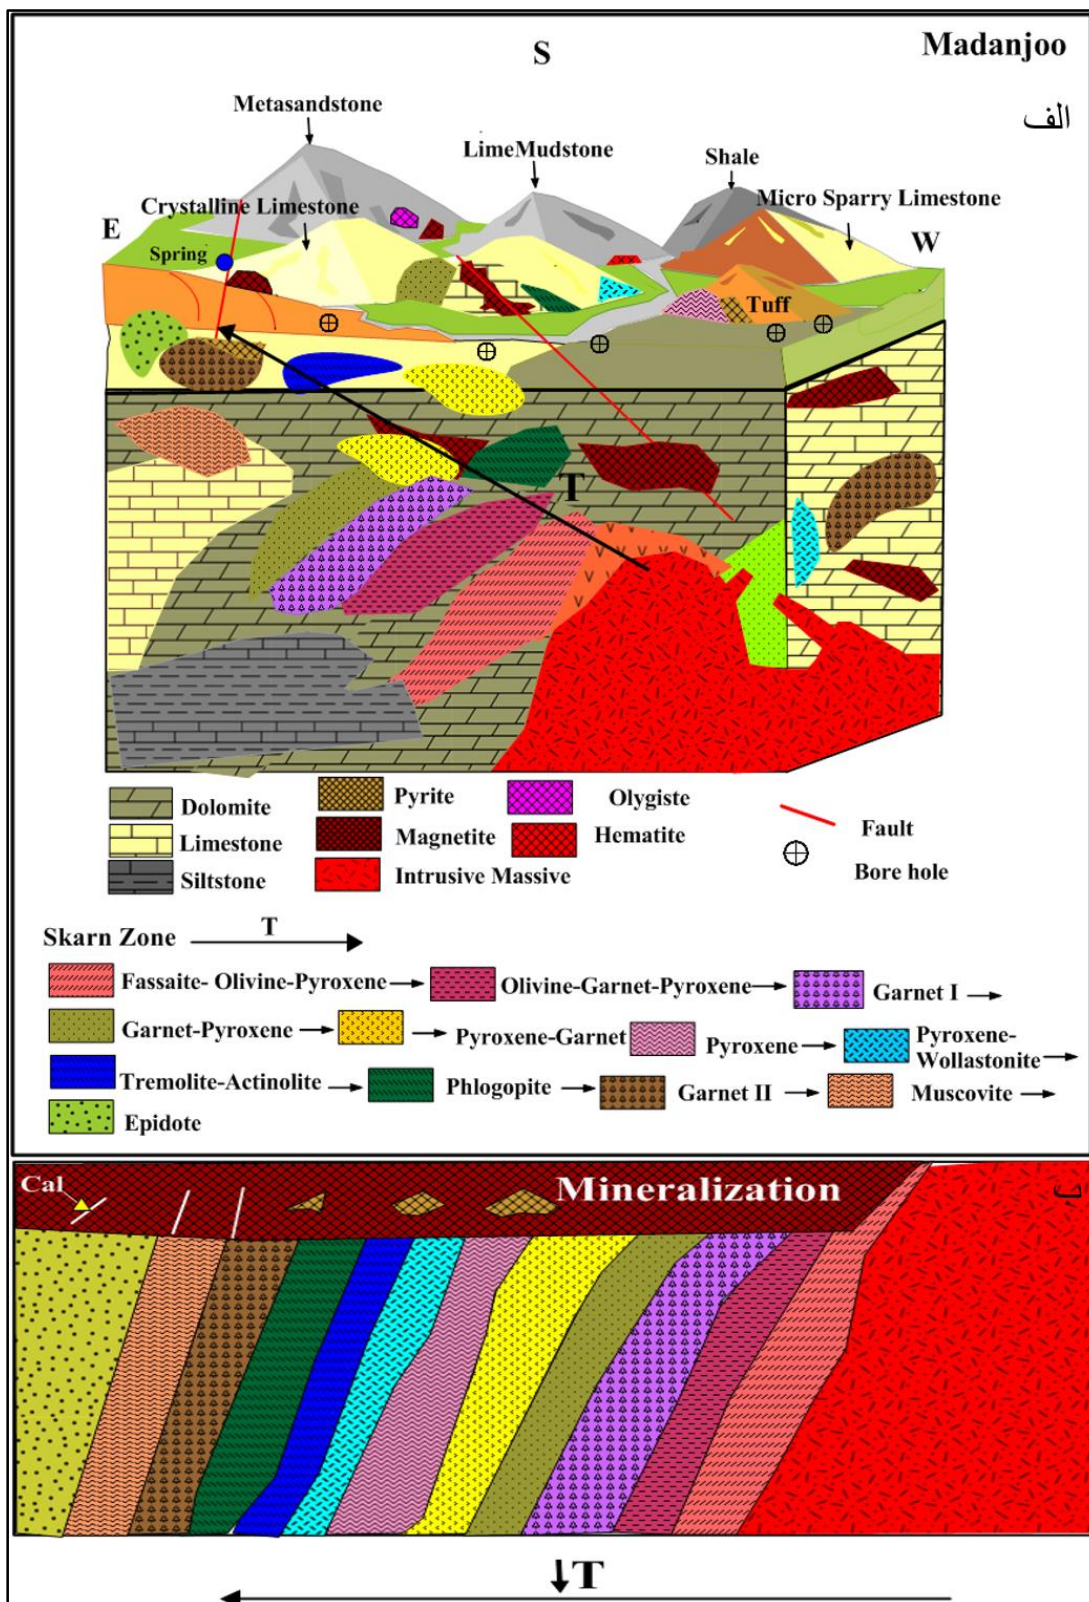 Madanjoo
S
الف
Metasandstone
LimeMudstone
Shale
Crystalline Limestone
Micro Sparry Limestone
E
W
Spring
Tuff
T
Dolomite
Pyrite
Olygiste
Limestone
Magnetite
Hematite
Fault
Siltstone
Intrusive Massive
Bore hole
Skarn Zone T
Fassaite- Olivine-Pyroxene
Olivine-Garnet-Pyroxene
Garnet I
Garnet-Pyroxene
Pyroxene-Garnet
Pyroxene
Pyroxene-
Wollastonite
Tremolite-Actinolite
Phlogopite
Garnet II
Muscovite
Epidote
Cal
Mineralization
ب
↓T